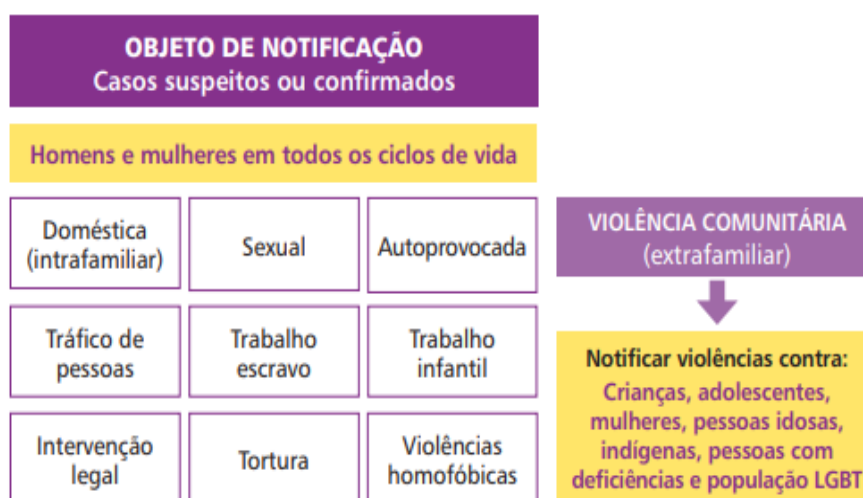 OBJETO DE NOTIFICAÇÃO
Casos suspeitos ou confirmados
Homens e mulheres em todos os ciclos de vida
Doméstica
(intrafamiliar)
Sexual
Autoprovocada
Tráfico de
pessoas
Trabalho
escravo
Trabalho
infantil
Intervenção
legal
Tortura
Violências
homofóbicas
VIOLÊNCIA COMUNITÁRIA
(extrafamiliar)
Notificar violências contra:
Crianças, adolescentes,
mulheres, pessoas idosas,
indígenas, pessoas com
deficiências e população LGBT